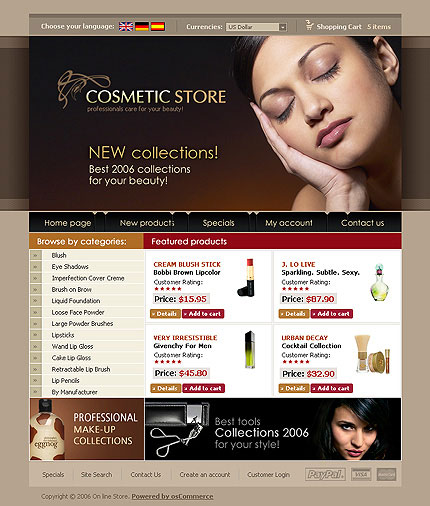 Choose your language:
Currencies: US Dollar
Shopping Cart 5 items
COSMETIC STORE
professionals care for your beauty!
NEW collections!
Best 2006 collections
for your beauty!
Home page
New products
Specials
My account
Contact us
Browse by categories:
Blush
Eye Shadows
Imperfection Cover Creme
Brush on Brow
Liquid Foundation
Loose Face Powder
Large Powder Brushes
Lipsticks
Wand Lip Gloss
Cake Lip Gloss
Retractable Lip Brush
Lip Pencils
By Manufacturer
Featured products
CREAM BLUSH STICK
Bobbi Brown Lipcolor
Customer Rating:
Price: $15.95
Details
Add to cart
J. LO LIVE
Sparkling. Subtle. Sexy.
Customer Rating:
Price: $87.90
Details
Add to cart
VERY IRRESISTIBLE
Givenchy For Men
Customer Rating:
Price: $45.80
Details
Add to cart
URBAN DECAY
Cocktail Collection
Customer Rating:
Price: $32.90
Details
Add to cart
eggnog
PROFESSIONAL
MAKE-UP
COLLECTIONS
Best tools
Collections 2006
for your style!
Specials
Site Search
Contact Us
Create an account
Customer Login
PayPal
VISA
Copyright © 2006 On line Store. Powered by osCommerce